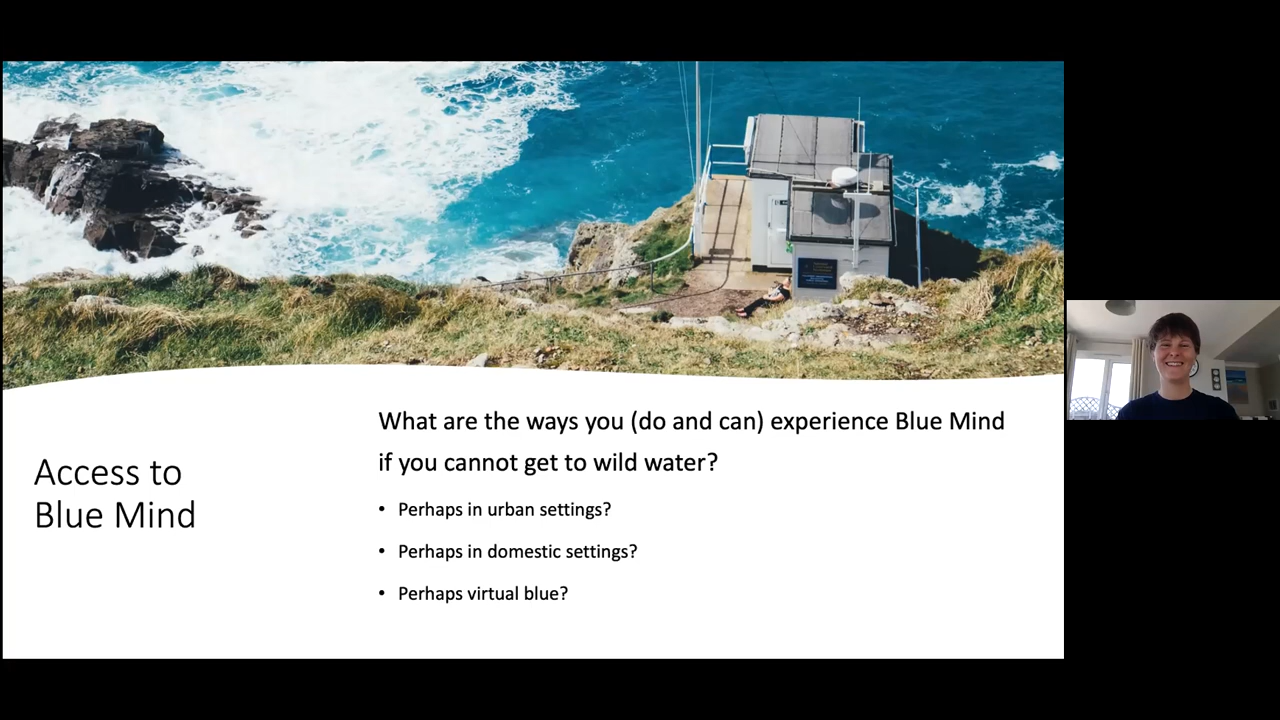 Access to
Blue Mind
What are the ways you (do and can) experience Blue Mind
if you cannot get to wild water?
• Perhaps in urban settings?
• Perhaps in domestic settings?
• Perhaps virtual blue?